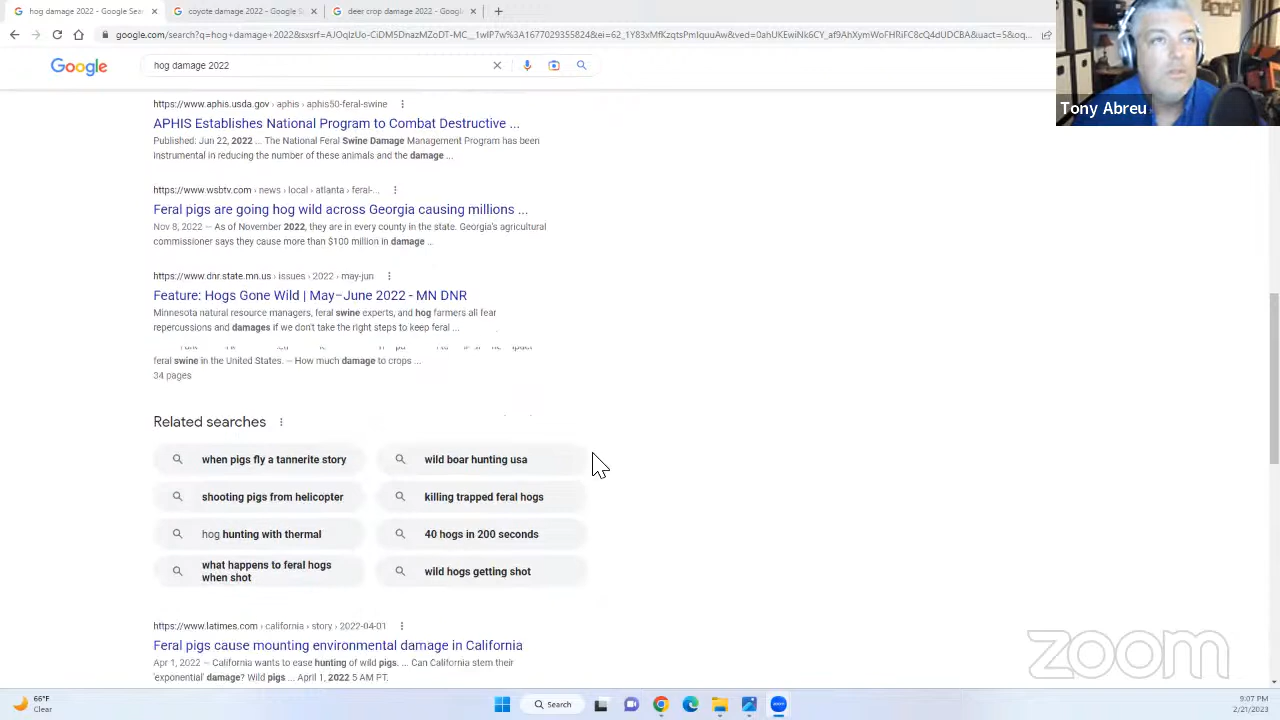 hog damage 2022 - Google Sear
coyote damage 2022 - Google S
deer crop damage 2022 - Google
google.com/search?q=hog+damage+2022&
Google
hog damage 2022
Tony Abreu
https://www.aphis.usda.gov › aphis › aphis50-feral-swine
APHIS Establishes National Program to Combat Destructive ...
Published: Jun 22, 2022 ... The National Feral Swine Damage Management Program has been
instrumental in reducing the number of these animals and the damage ...
https://www.wsbtv.com › news › local › atlanta › feral-...
Feral pigs are going hog wild across Georgia causing millions ...
Nov 8, 2022 — As of November 2022, they are in every county in the state. Georgia's agricultural
commissioner says they cause more than $100 million in damage ...
https://www.dnr.state.mn.us › issues › 2022 › may-jun
Feature: Hogs Gone Wild | May–June 2022 - MN DNR
Minnesota natural resource managers, feral swine experts, and hog farmers all fear
repercussions and damages if we don't take the right steps to keep feral ...
feral swine in the United States. — How much damage to crops ...
34 pages
Related searches
when pigs fly a tannerite story
wild boar hunting usa
shooting pigs from helicopter
killing trapped feral hogs
hog hunting with thermal
40 hogs in 200 seconds
what happens to feral hogs
when shot
wild hogs getting shot
https://www.latimes.com › california › story › 2022-04-01
Feral pigs cause mounting environmental damage in California
Apr 1, 2022 — California wants to ease hunting of wild pigs. ... Can California stem their
'exponential' damage? Wild pigs ... April 1, 2022 5 AM PT.
zoom
66°F
Clear
Search
9:07 PM
2/21/2023